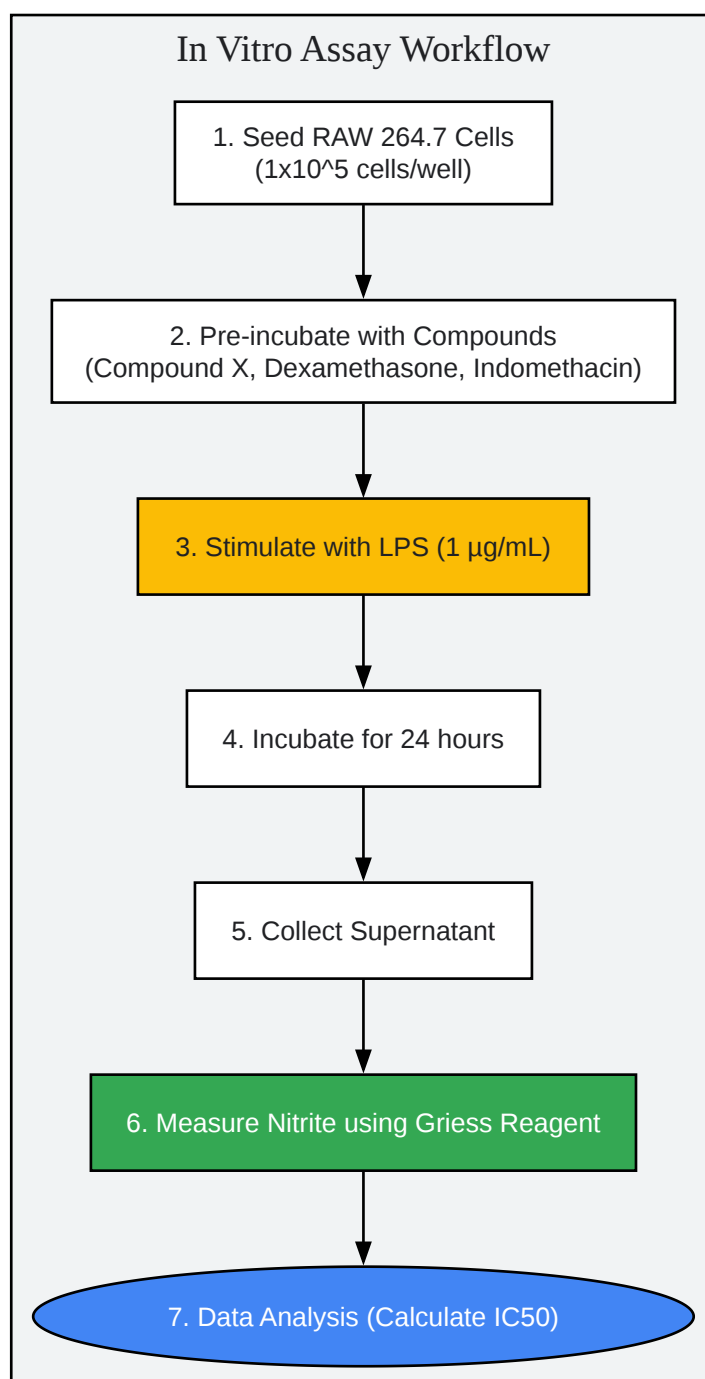 In Vitro Assay Workflow
1. Seed RAW 264.7 Cells
(1x10^5 cells/well)
2. Pre-incubate with Compounds
(Compound X, Dexamethasone, Indomethacin)
3. Stimulate with LPS (1 µg/mL)
4. Incubate for 24 hours
5. Collect Supernatant
6. Measure Nitrite using Griess Reagent
7. Data Analysis (Calculate IC50)